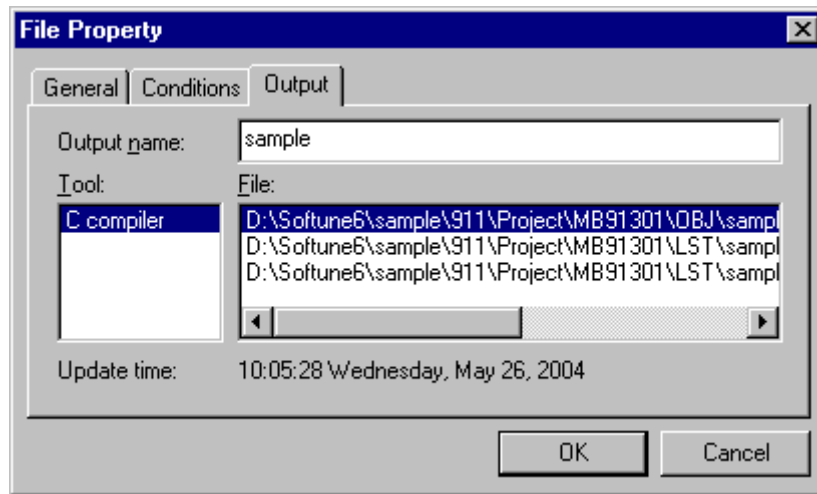 File Property
General Conditions Output
Output name: sample
Tool: File:
C compiler D:\Softune6\sample\911\Project\MB91301\OBJ\sampl
D:\Softune6\sample\911\Project\MB91301\LST\sampl
D:\Softune6\sample\911\Project\MB91301\LST\sampl
Update time: 10:05:28 Wednesday, May 26, 2004
OK Cancel